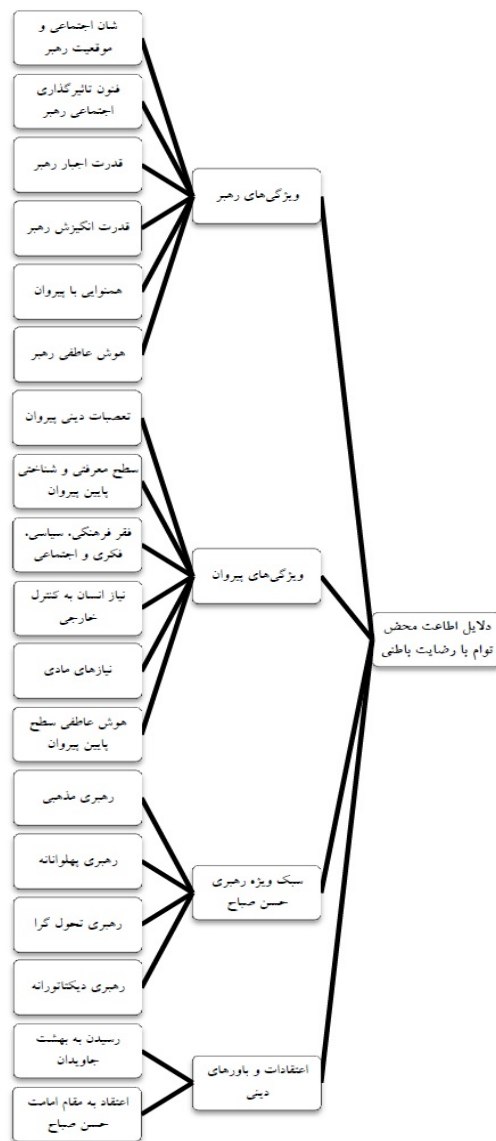 دلایل اطاعت محض
توام با رضایت باطنی
ویژگی‌های رهبر
شان اجتماعی و
موقعیت رهبر
فنون تاثیرگذاری
اجتماعی رهبر
قدرت اجبار رهبر
قدرت انگیزش رهبر
همنوایی با پیروان
هوش عاطفی رهبر
ویژگی‌های پیروان
تعصبات دینی پیروان
سطح معرفتی و شناختی
پایین پیروان
فقر فرهنگی، سیاسی،
فکری و اجتماعی
نیاز انسان به کنترل
خارجی
نیازهای مادی
هوش عاطفی سطح
پایین پیروان
سبک ویژه رهبری
حسن صباح
رهبری مذهبی
رهبری پهلوانانه
رهبری تحول گرا
رهبری دیکتاتورانه
اعتقادات و باورهای
دینی
رسیدن به بهشت
جاویدان
اعتقاد به مقام امامت
حسن صباح